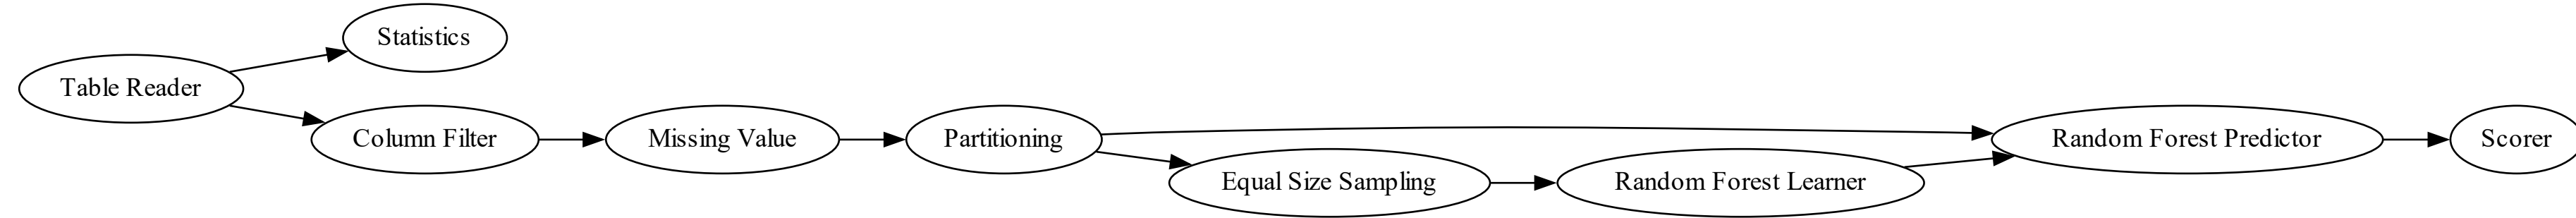 Statistics
Table Reader
Column Filter
Missing Value
Partitioning
Random Forest Predictor
Scorer
Equal Size Sampling
Random Forest Learner